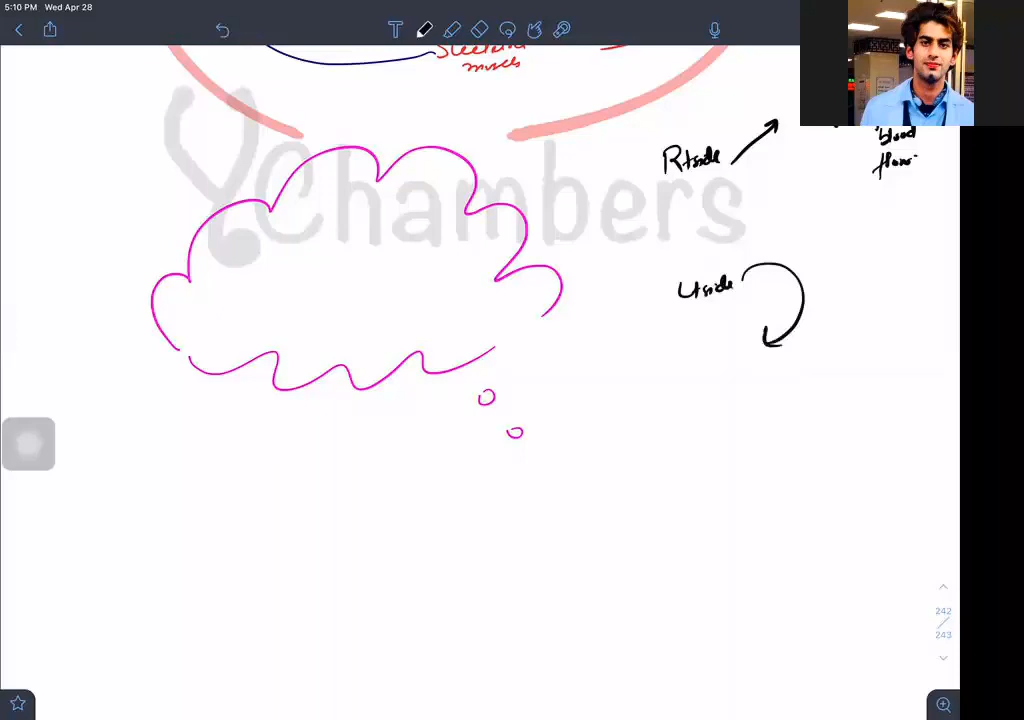 5:10 PM Wed Apr 28
T
Skeletal
muscle
Chambers
Rt side
blood
flow
Lt side
242
243